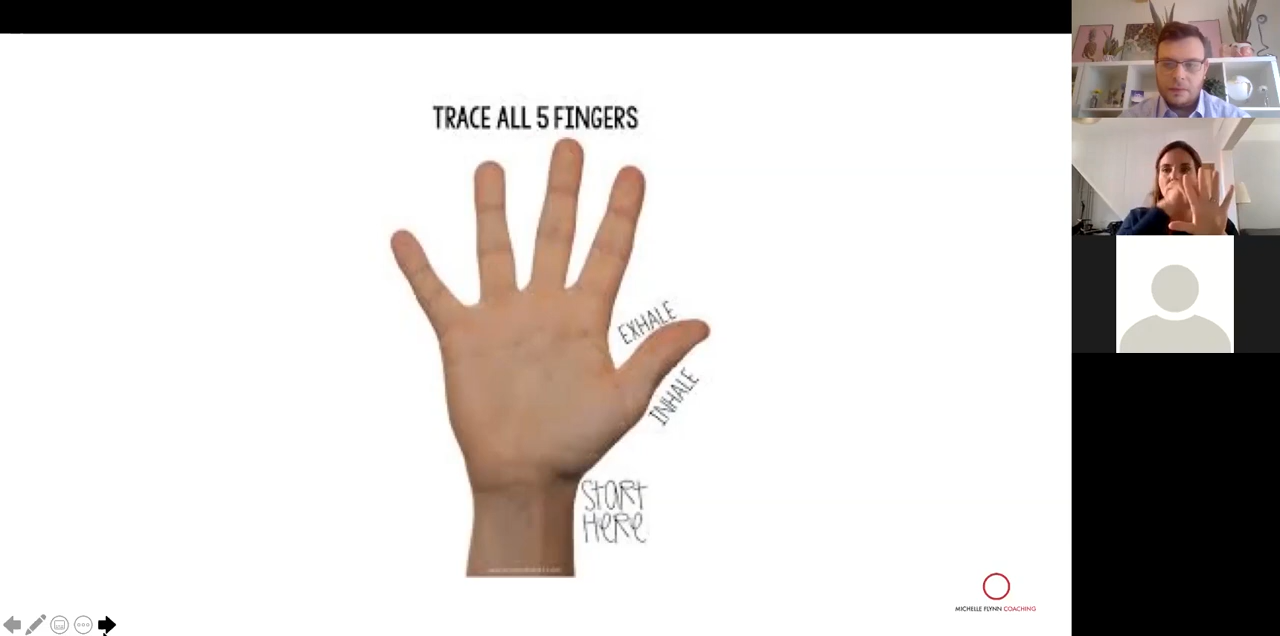 TRACE ALL 5 FINGERS
EXHALE
INHALE
START
HERE
MICHELLE FLYNN COACHING